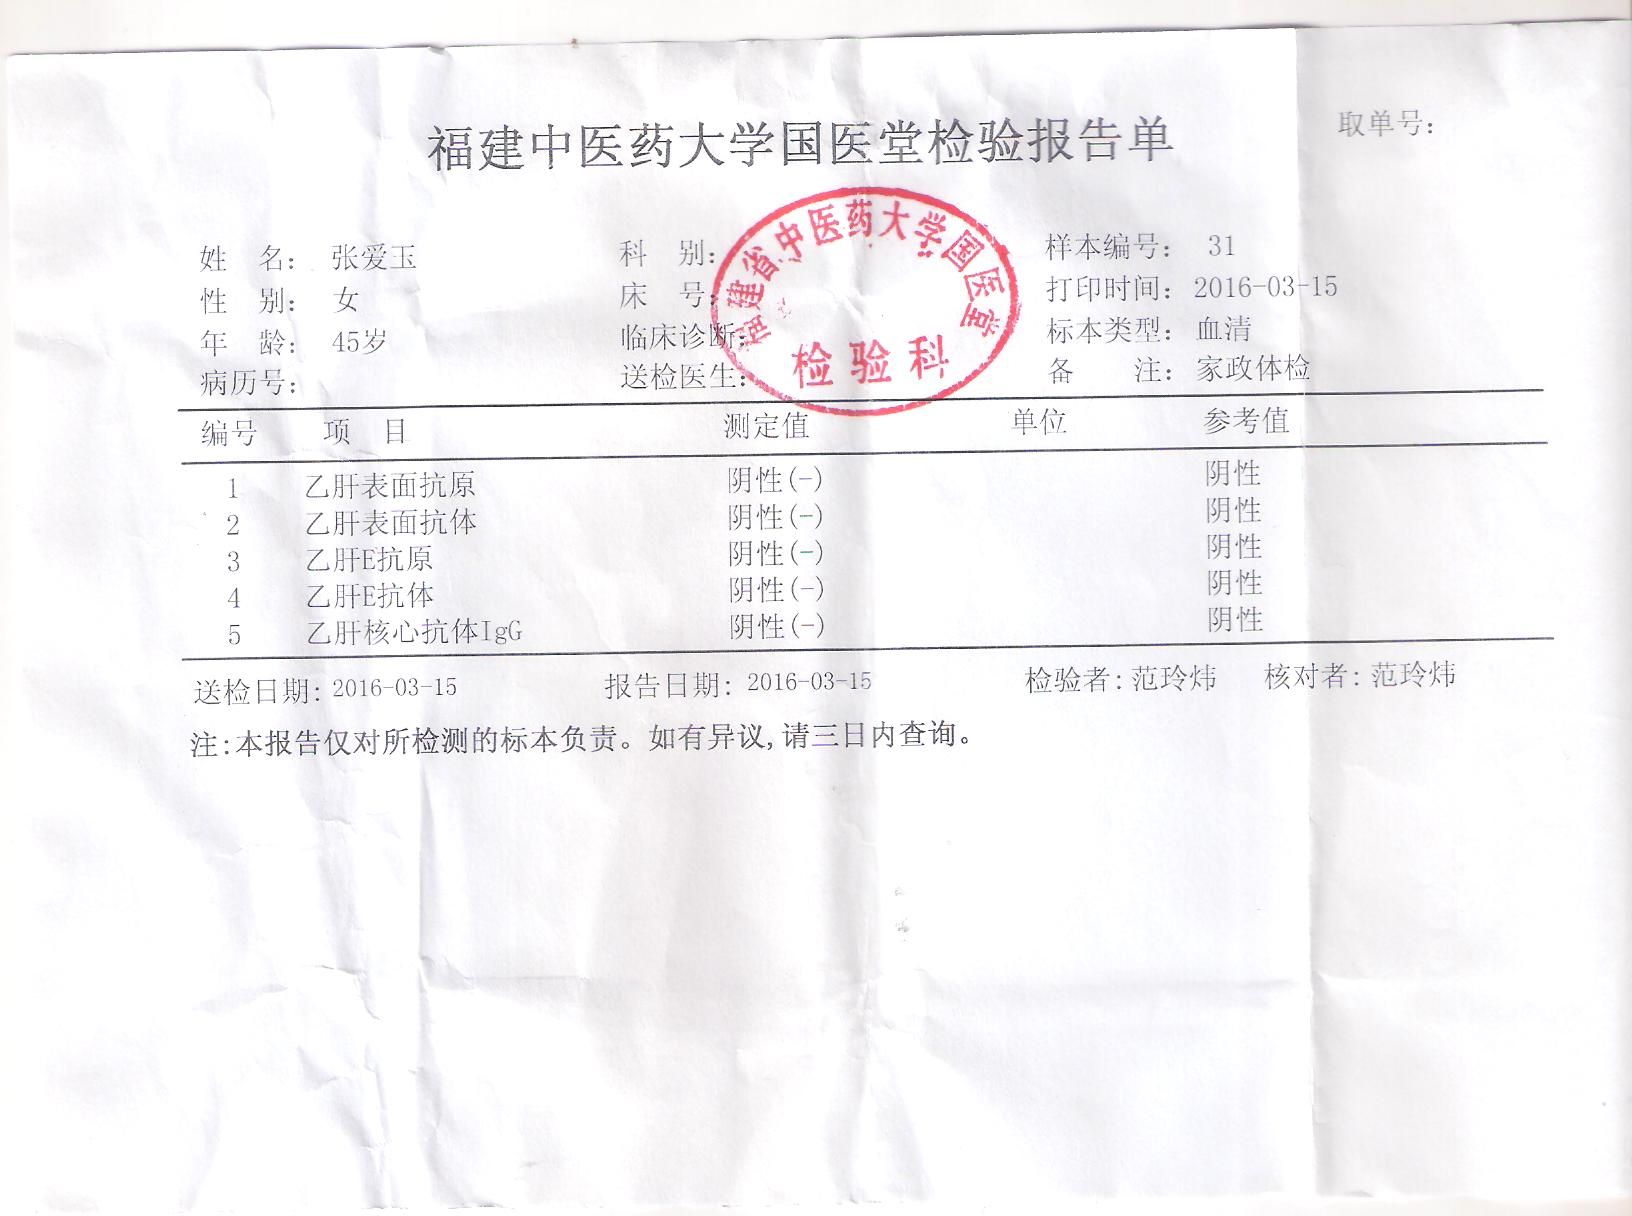 福建中医药大学国医堂检验报告单
取单号:
姓 名: 张爱玉 科 别: 样本编号: 31
性 别: 女 床 号: 打印时间: 2016-03-15
年 龄: 45岁 临床诊断: 标本类型: 血清
病历号: 送检医生: 备 注: 家政体检
福建省中医药大学国医堂
检验科
编号 项 目 测定值 单位 参考值
1 乙肝表面抗原 阴性(-) 阴性
2 乙肝表面抗体 阴性(-) 阴性
3 乙肝E抗原 阴性(-) 阴性
4 乙肝E抗体 阴性(-) 阴性
5 乙肝核心抗体IgG 阴性(-) 阴性
送检日期: 2016-03-15 报告日期: 2016-03-15 检验者: 范玲炜 核对者: 范玲炜
注:本报告仅对所检测的标本负责。如有异议,请三日内查询。